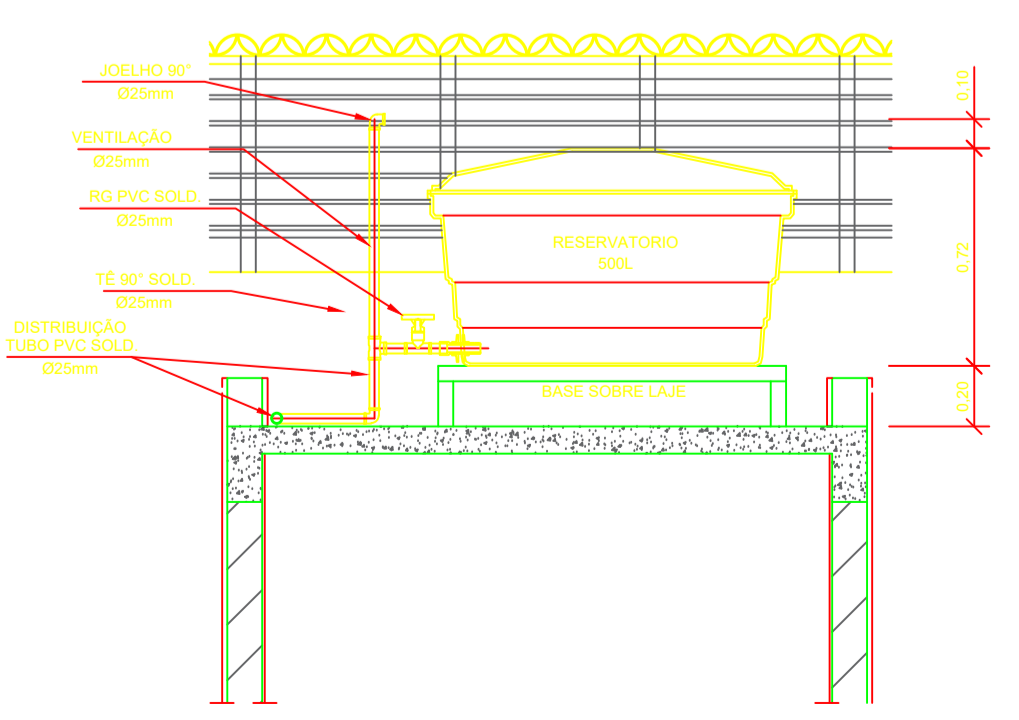 JOELHO 90°
Ø25mm
VENTILAÇÃO
Ø25mm
RG PVC SOLD.
Ø25mm
TÊ 90° SOLD.
Ø25mm
DISTRIBUIÇÃO
TUBO PVC SOLD.
Ø25mm
RESERVATORIO
500L
BASE SOBRE LAJE
0,10
0,72
0,20